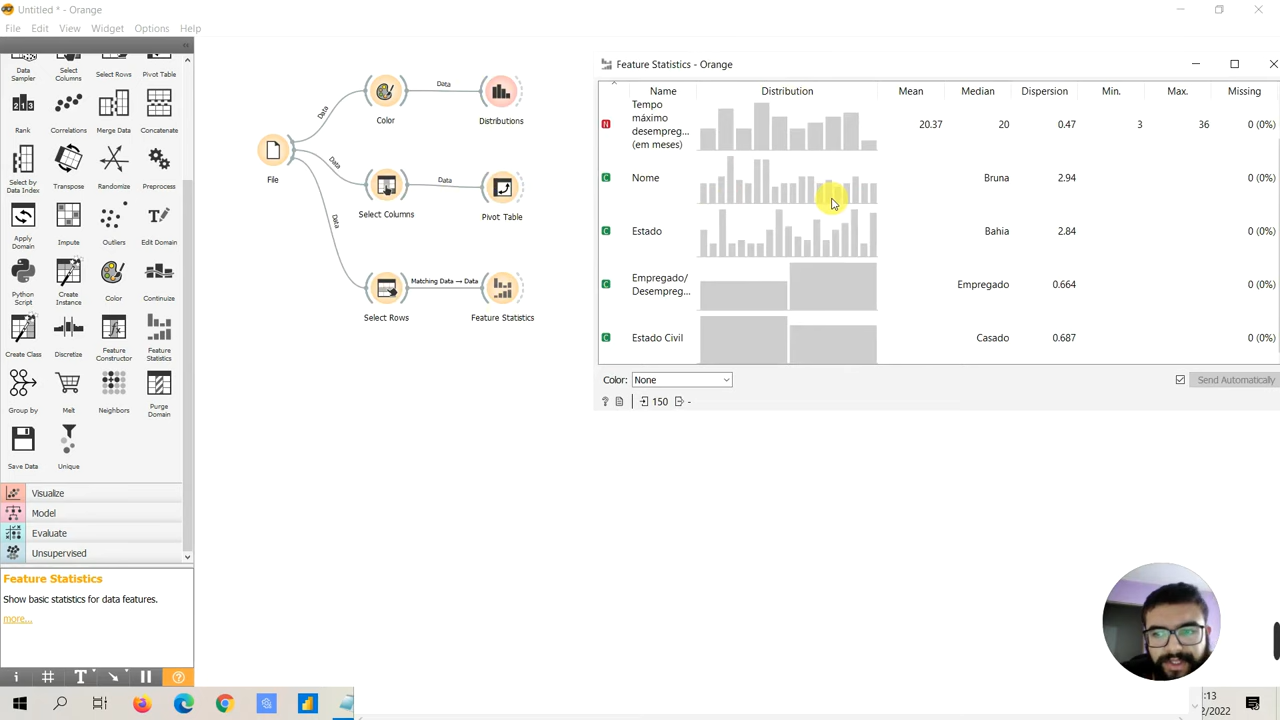 Untitled * - Orange
File Edit View Widget Options Help
Data Sampler
Select Columns
Select Rows
Pivot Table
Rank
Correlations
Merge Data
Concatenate
Select by Data Index
Transpose
Randomize
Preprocess
Apply Domain
Impute
Outliers
Edit Domain
Python Script
Create Instance
Color
Continuize
Create Class
Discretize
Feature Constructor
Feature Statistics
Group by
Melt
Neighbors
Purge Domain
Save Data
Unique
Visualize
Model
Evaluate
Unsupervised
Feature Statistics
Show basic statistics for data features.
more...
File
Data
Color
Data
Distributions
Data
Select Columns
Data
Pivot Table
Data
Select Rows
Matching Data → Data
Feature Statistics
Feature Statistics - Orange
Name Distribution Mean Median Dispersion Min. Max. Missing
N Tempo máximo desempreg... (em meses) 20.37 20 0.47 3 36 0 (0%)
C Nome Bruna 2.94 0 (0%)
C Estado Bahia 2.84 0 (0%)
C Empregado/ Desempreg... Empregado 0.664 0 (0%)
C Estado Civil Casado 0.687 0 (0%)
Color: None Send Automatically
? 150 -
:13
/2022